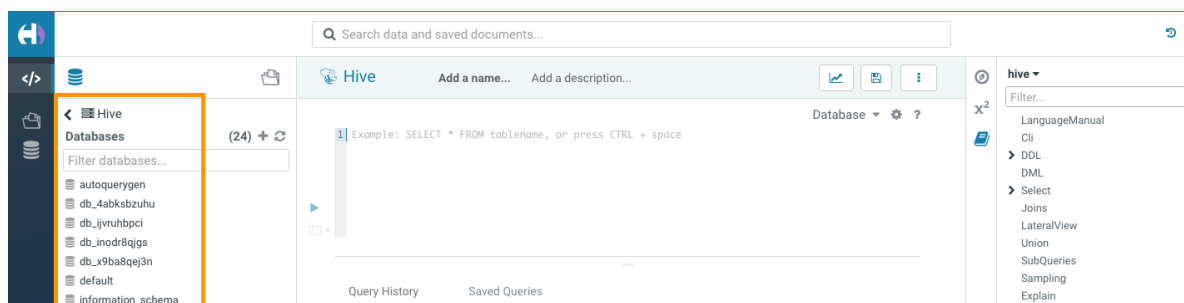 Search data and saved documents...
</>
Hive
Add a name... Add a description...
hive
Hive
Filter...
Databases (24)
Database ?
x²
Filter databases...
1 Example: SELECT * FROM tablename, or press CTRL + space
autoquerygen
db_4abksbzuhu
db_ijvruhbpci
db_inodr8qjgs
db_x9ba8qej3n
default
information_schema
Query History Saved Queries
LanguageManual
Cli
DDL
DML
Select
Joins
LateralView
Union
SubQueries
Sampling
Explain